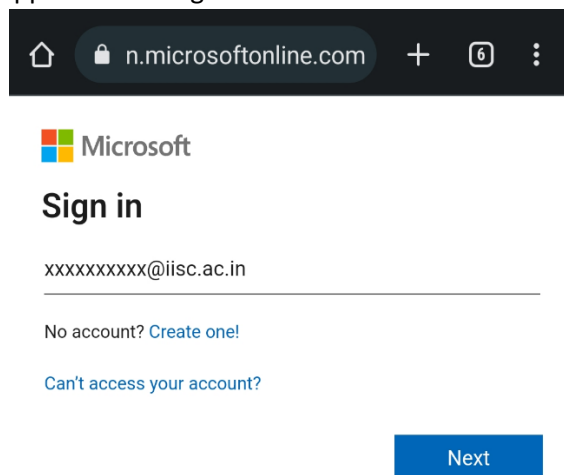 n.microsoftonline.com
6
Microsoft
Sign in
xxxxxxxxxx@iisc.ac.in
No account? Create one!
Can't access your account?
Next